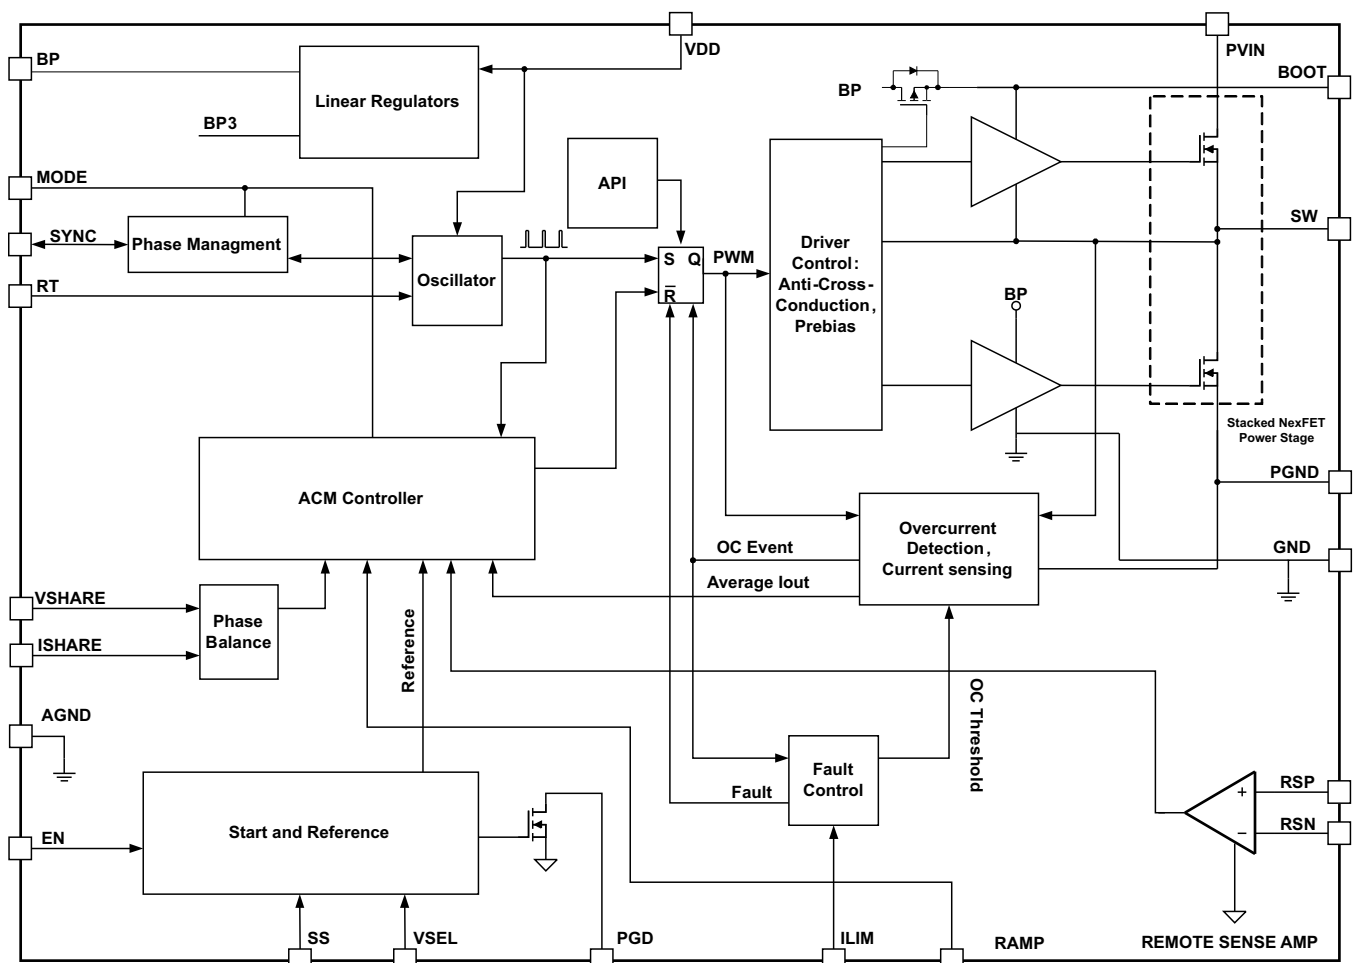 VDD
PVIN
BP
Linear Regulators
BP
BOOT
BP3
MODE
API
SW
SYNC
Phase Managment
Oscillator
S Q
R̅
PWM
Driver
Control:
Anti-Cross-
Conduction,
Prebias
RT
BP
Stacked NexFET
Power Stage
ACM Controller
PGND
Overcurrent
Detection,
Current sensing
OC Event
GND
Average Iout
VSHARE
Phase
Balance
ISHARE
Reference
OC Threshold
AGND
Fault
Control
Fault
RSP
+
RSN
−
Start and Reference
EN
SS
VSEL
PGD
ILIM
RAMP
REMOTE SENSE AMP